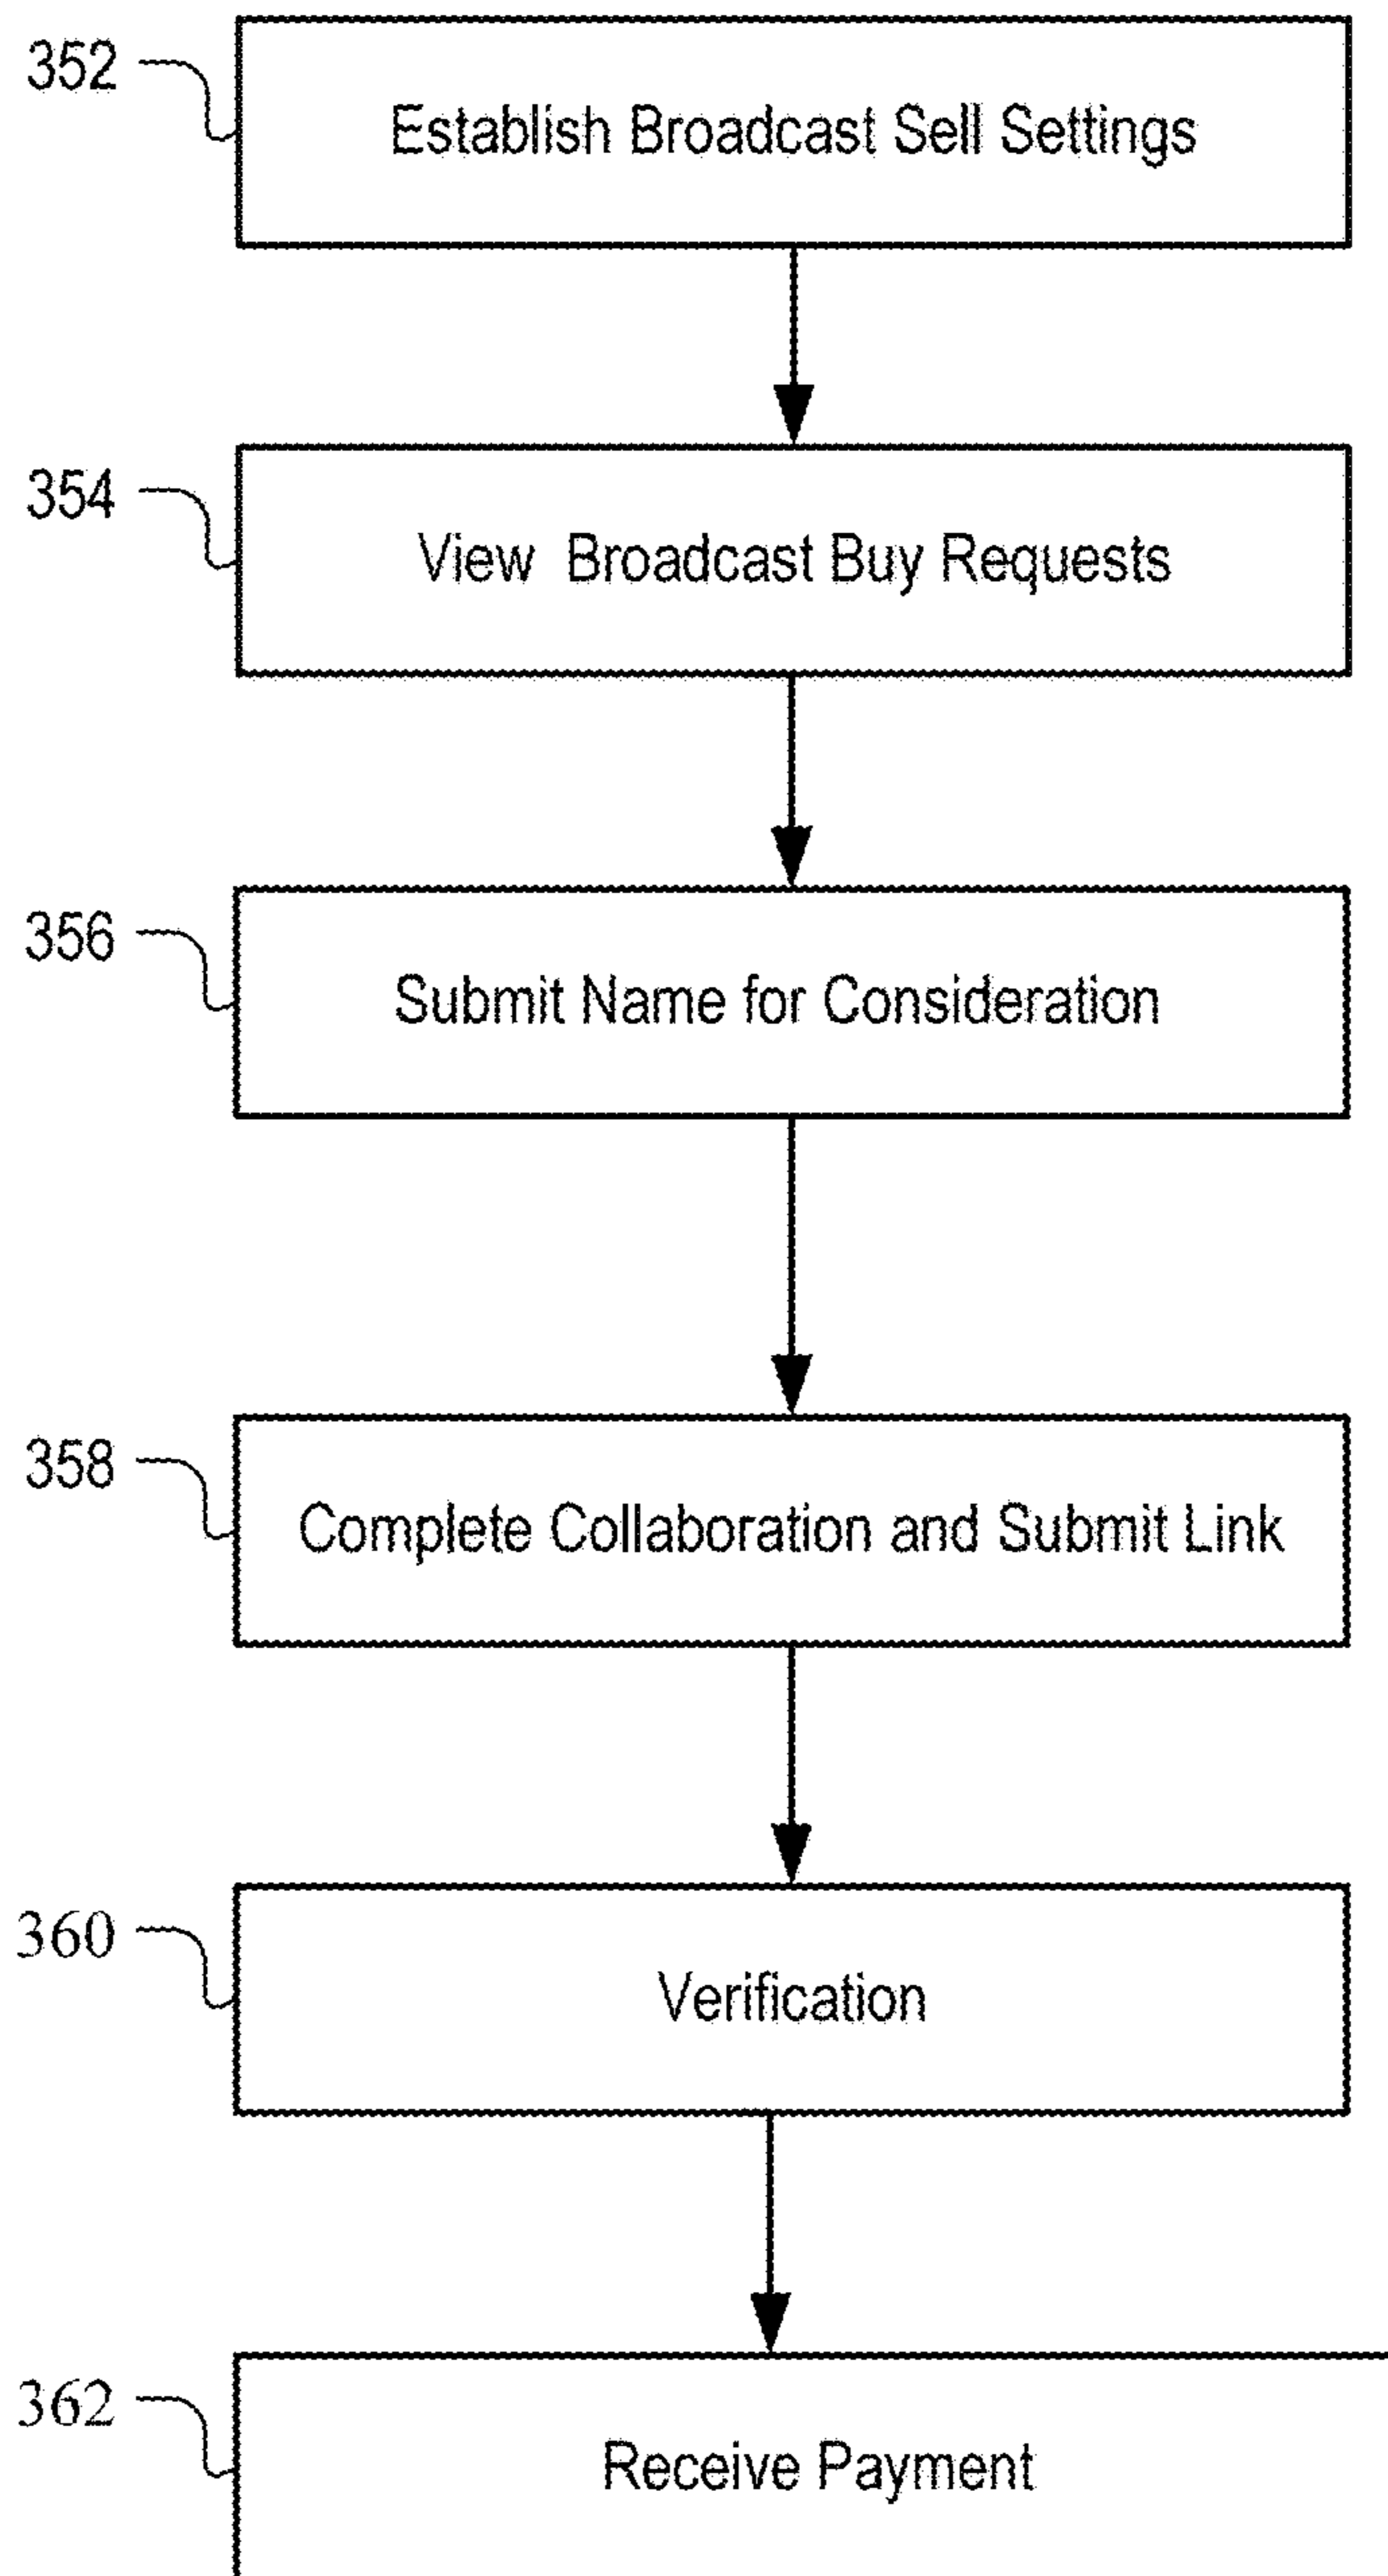 352
Establish Broadcast Sell Settings
354
View Broadcast Buy Requests
356
Submit Name for Consideration
358
Complete Collaboration and Submit Link
360
Verification
362
Receive Payment